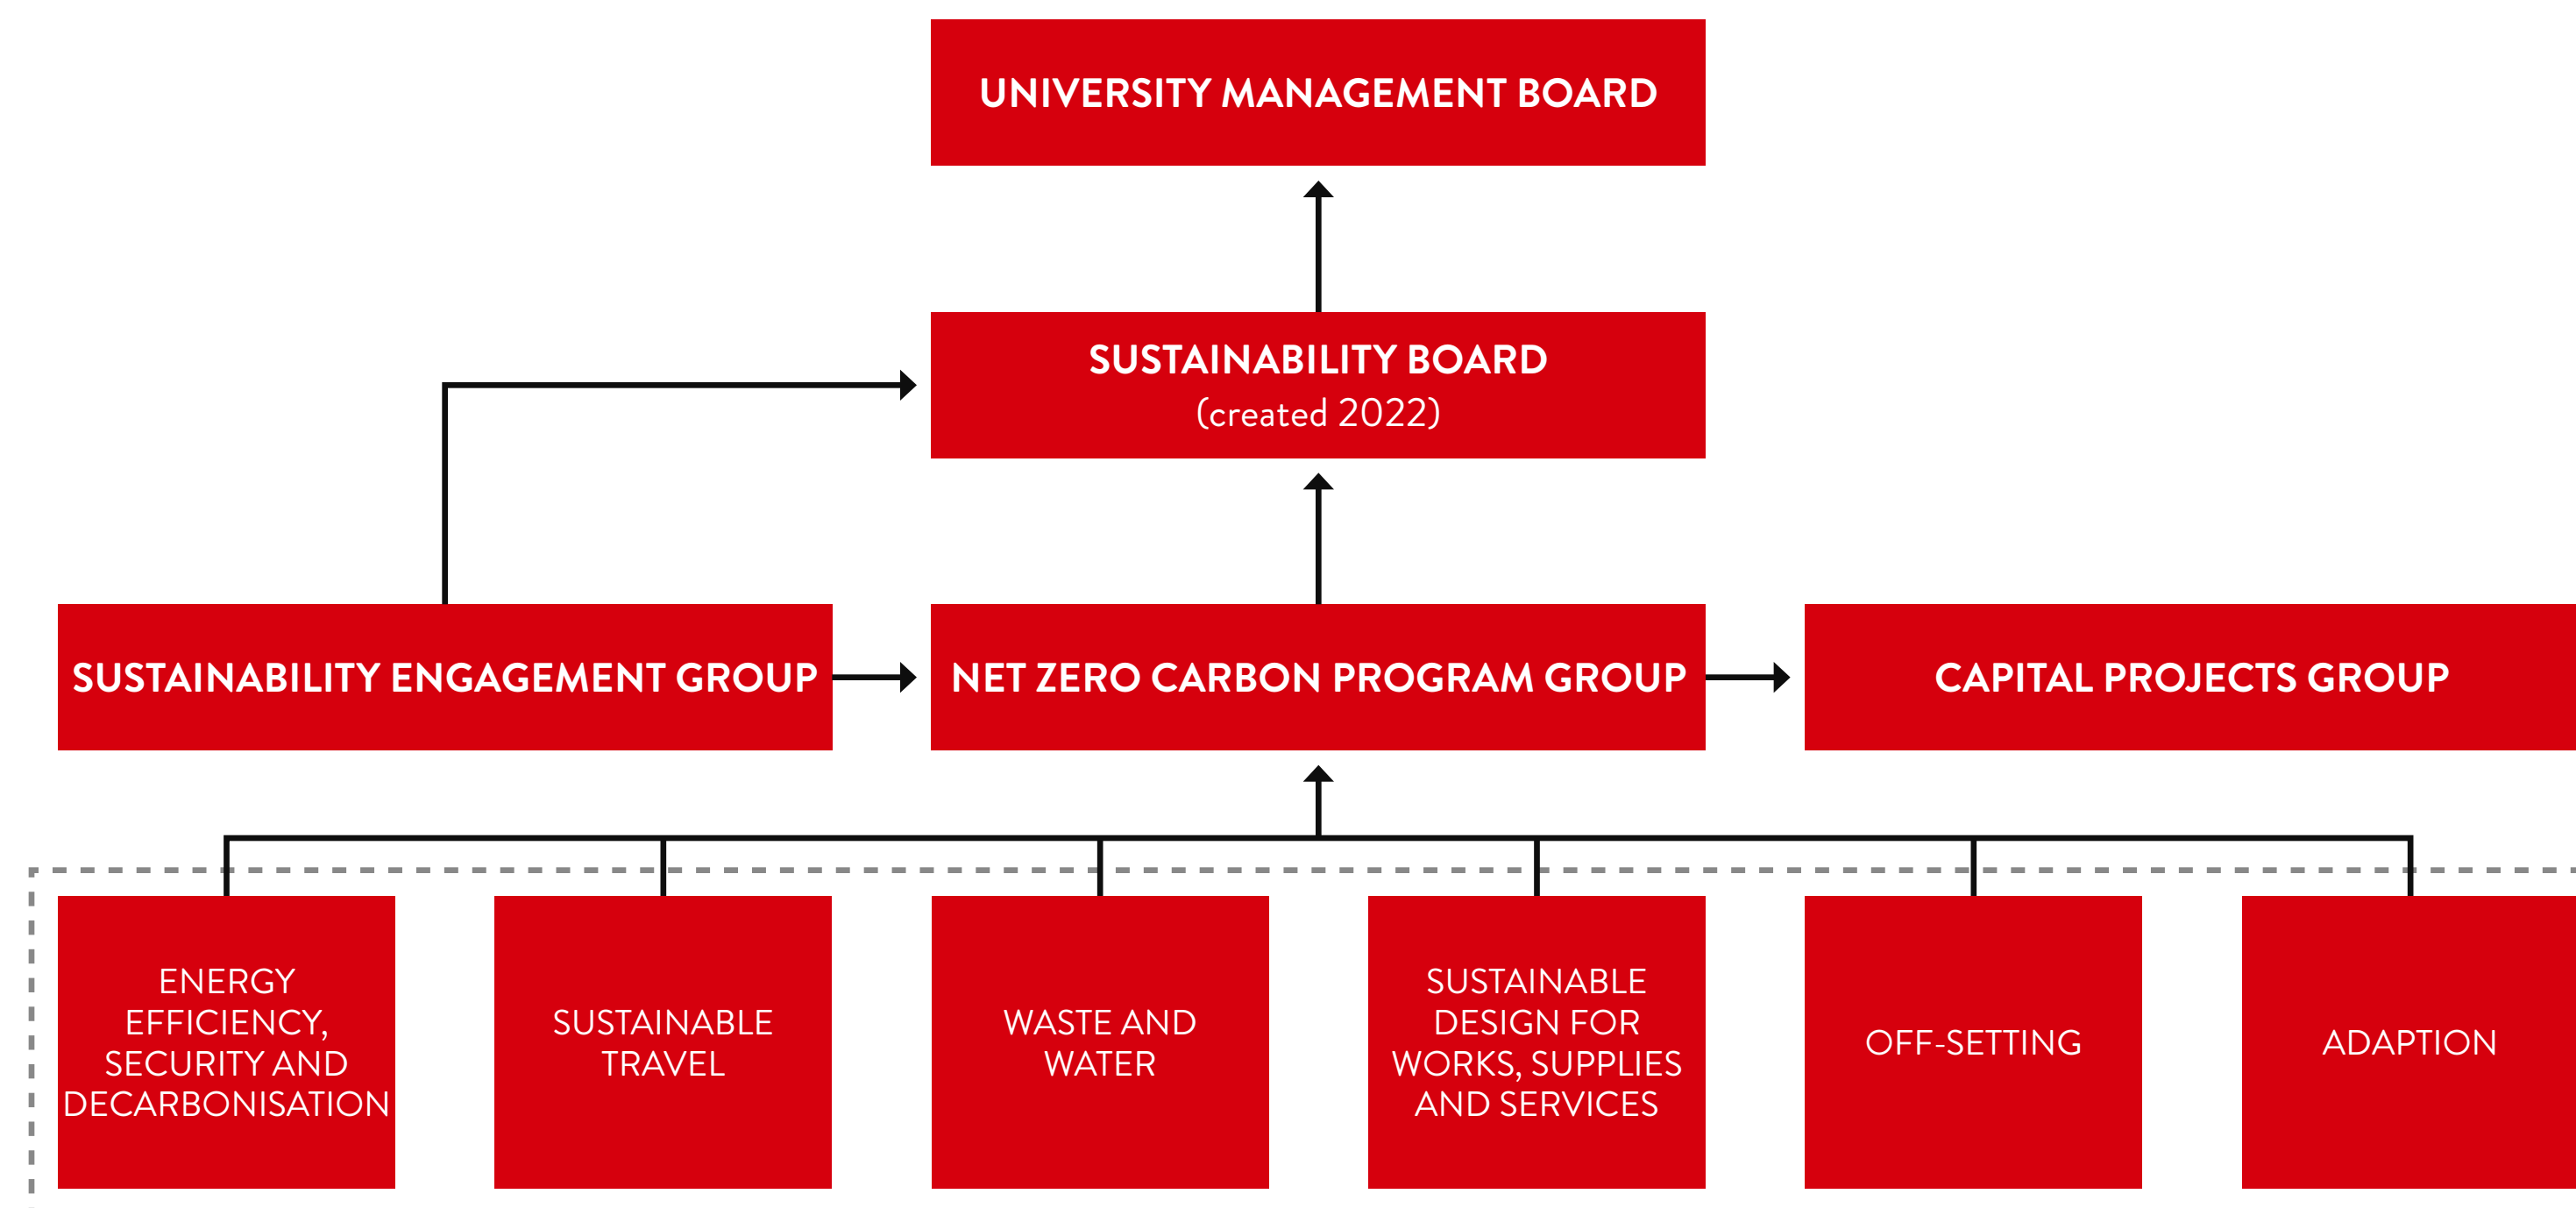 UNIVERSITY MANAGEMENT BOARD
SUSTAINABILITY BOARD
(created 2022)
SUSTAINABILITY ENGAGEMENT GROUP
NET ZERO CARBON PROGRAM GROUP
CAPITAL PROJECTS GROUP
ENERGY
EFFICIENCY,
SECURITY AND
DECARBONISATION
SUSTAINABLE
TRAVEL
WASTE AND
WATER
SUSTAINABLE
DESIGN FOR
WORKS, SUPPLIES
AND SERVICES
OFF-SETTING
ADAPTION